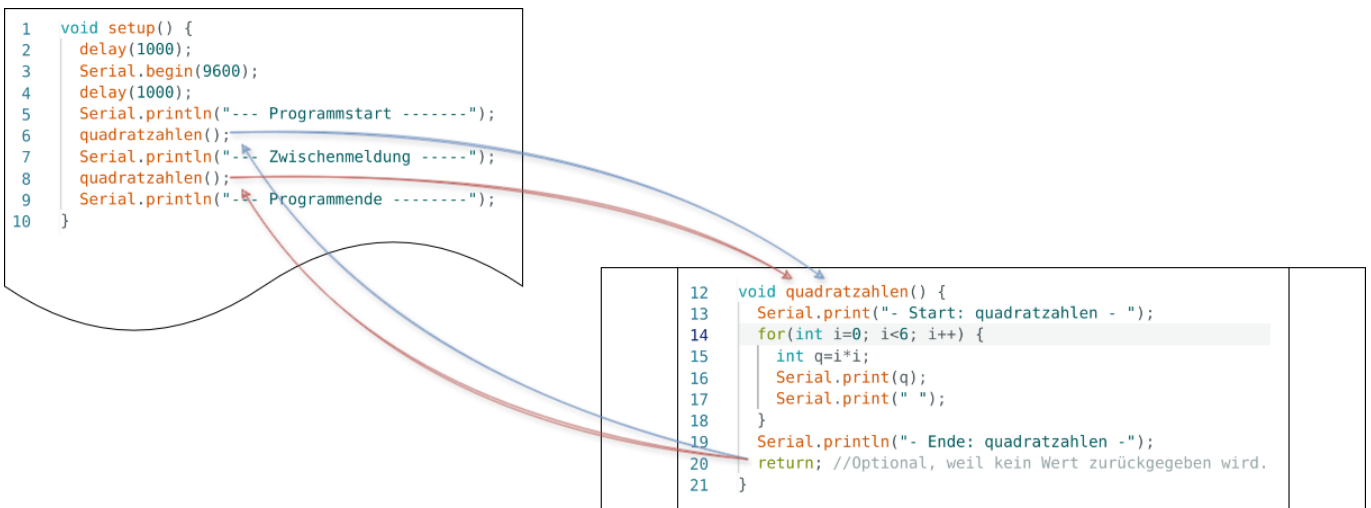 1 void setup() {
2 delay(1000);
3 Serial.begin(9600);
4 delay(1000);
5 Serial.println("--- Programmstart -------");
6 quadratzahlen();
7 Serial.println("--- Zwischenmeldung -----");
8 quadratzahlen();
9 Serial.println("--- Programmende --------");
10 }
12 void quadratzahlen() {
13 Serial.print("- Start: quadratzahlen - ");
14 for(int i=0; i<6; i++) {
15 int q=i*i;
16 Serial.print(q);
17 Serial.print(" ");
18 }
19 Serial.println("- Ende: quadratzahlen -");
20 return; //Optional, weil kein Wert zurückgegeben wird.
21 }